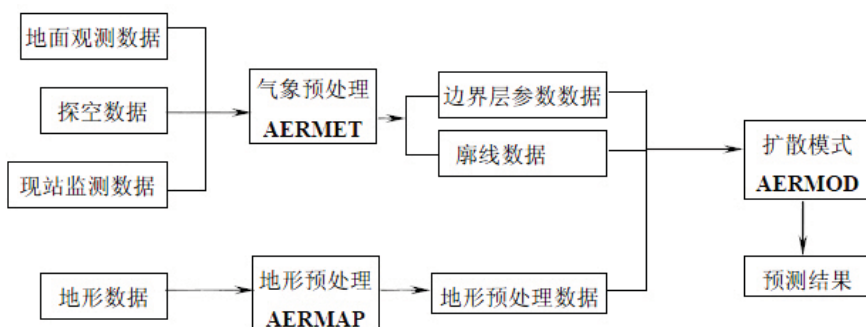 地面观测数据
探空数据
现站监测数据
气象预处理
AERMET
边界层参数数据
廓线数据
扩散模式
AERMOD
预测结果
地形数据
地形预处理
AERMAP
地形预处理数据